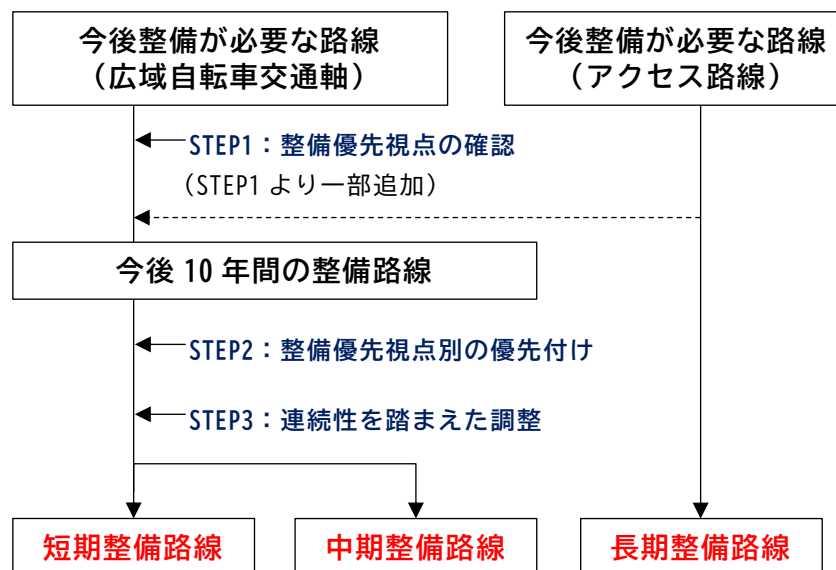 今後整備が必要な路線
（広域自転車交通軸）
今後整備が必要な路線
（アクセス路線）
STEP1：整備優先視点の確認
（STEP1 より一部追加）
今後 10 年間の整備路線
STEP2：整備優先視点別の優先付け
STEP3：連続性を踏まえた調整
短期整備路線
中期整備路線
長期整備路線